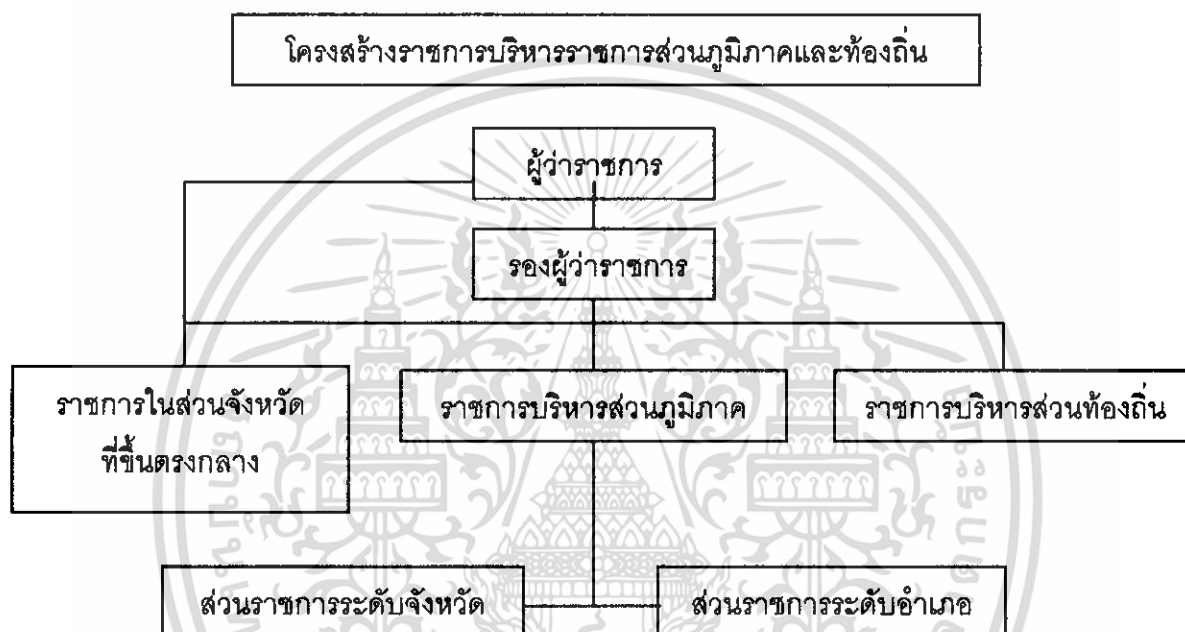 โครงสร้างราชการบริหารราชการส่วนภูมิภาคและท้องถิ่น
ผู้ว่าราชการ
รองผู้ว่าราชการ
ราชการในส่วนจังหวัด
ที่ขึ้นตรงกลาง
ราชการบริหารส่วนภูมิภาค
ราชการบริหารส่วนท้องถิ่น
ส่วนราชการระดับจังหวัด
ส่วนราชการระดับอำเภอ